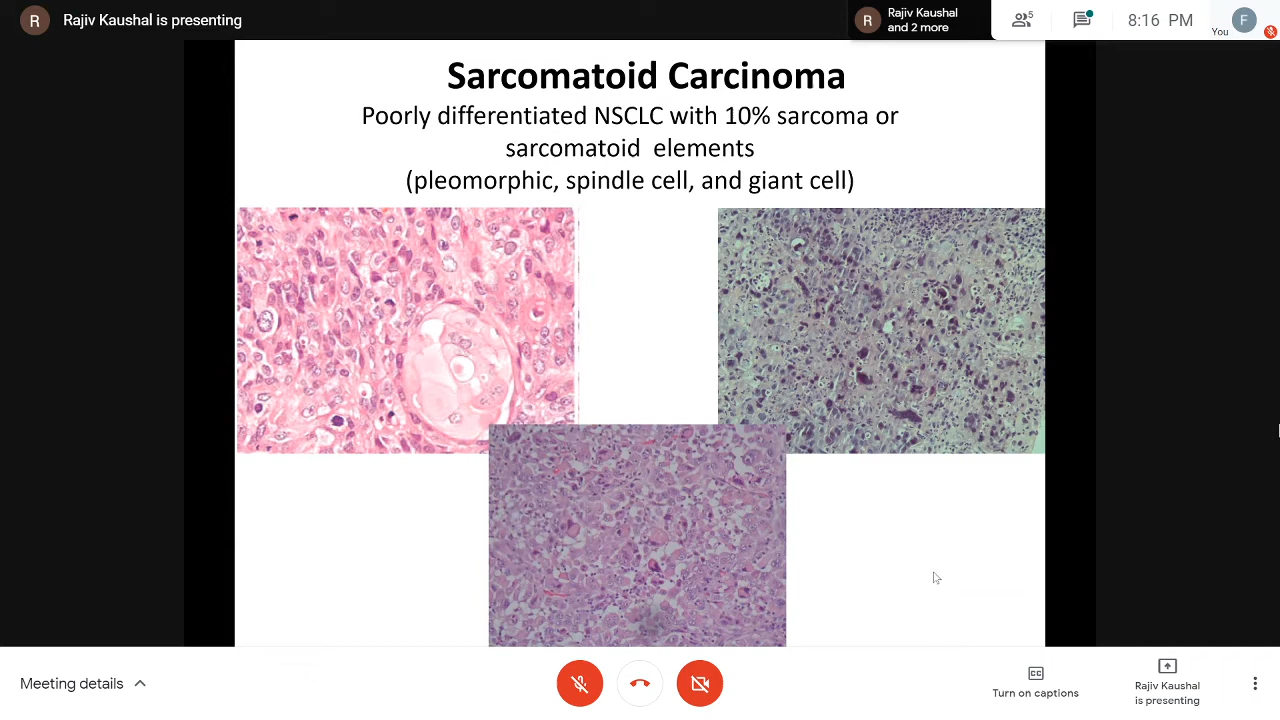 R
Rajiv Kaushal is presenting
R
Rajiv Kaushal
and 2 more
5
8:16 PM
You
F
Sarcomatoid Carcinoma
Poorly differentiated NSCLC with 10% sarcoma or
sarcomatoid elements
(pleomorphic, spindle cell, and giant cell)
Meeting details
CC
Turn on captions
Rajiv Kaushal
is presenting